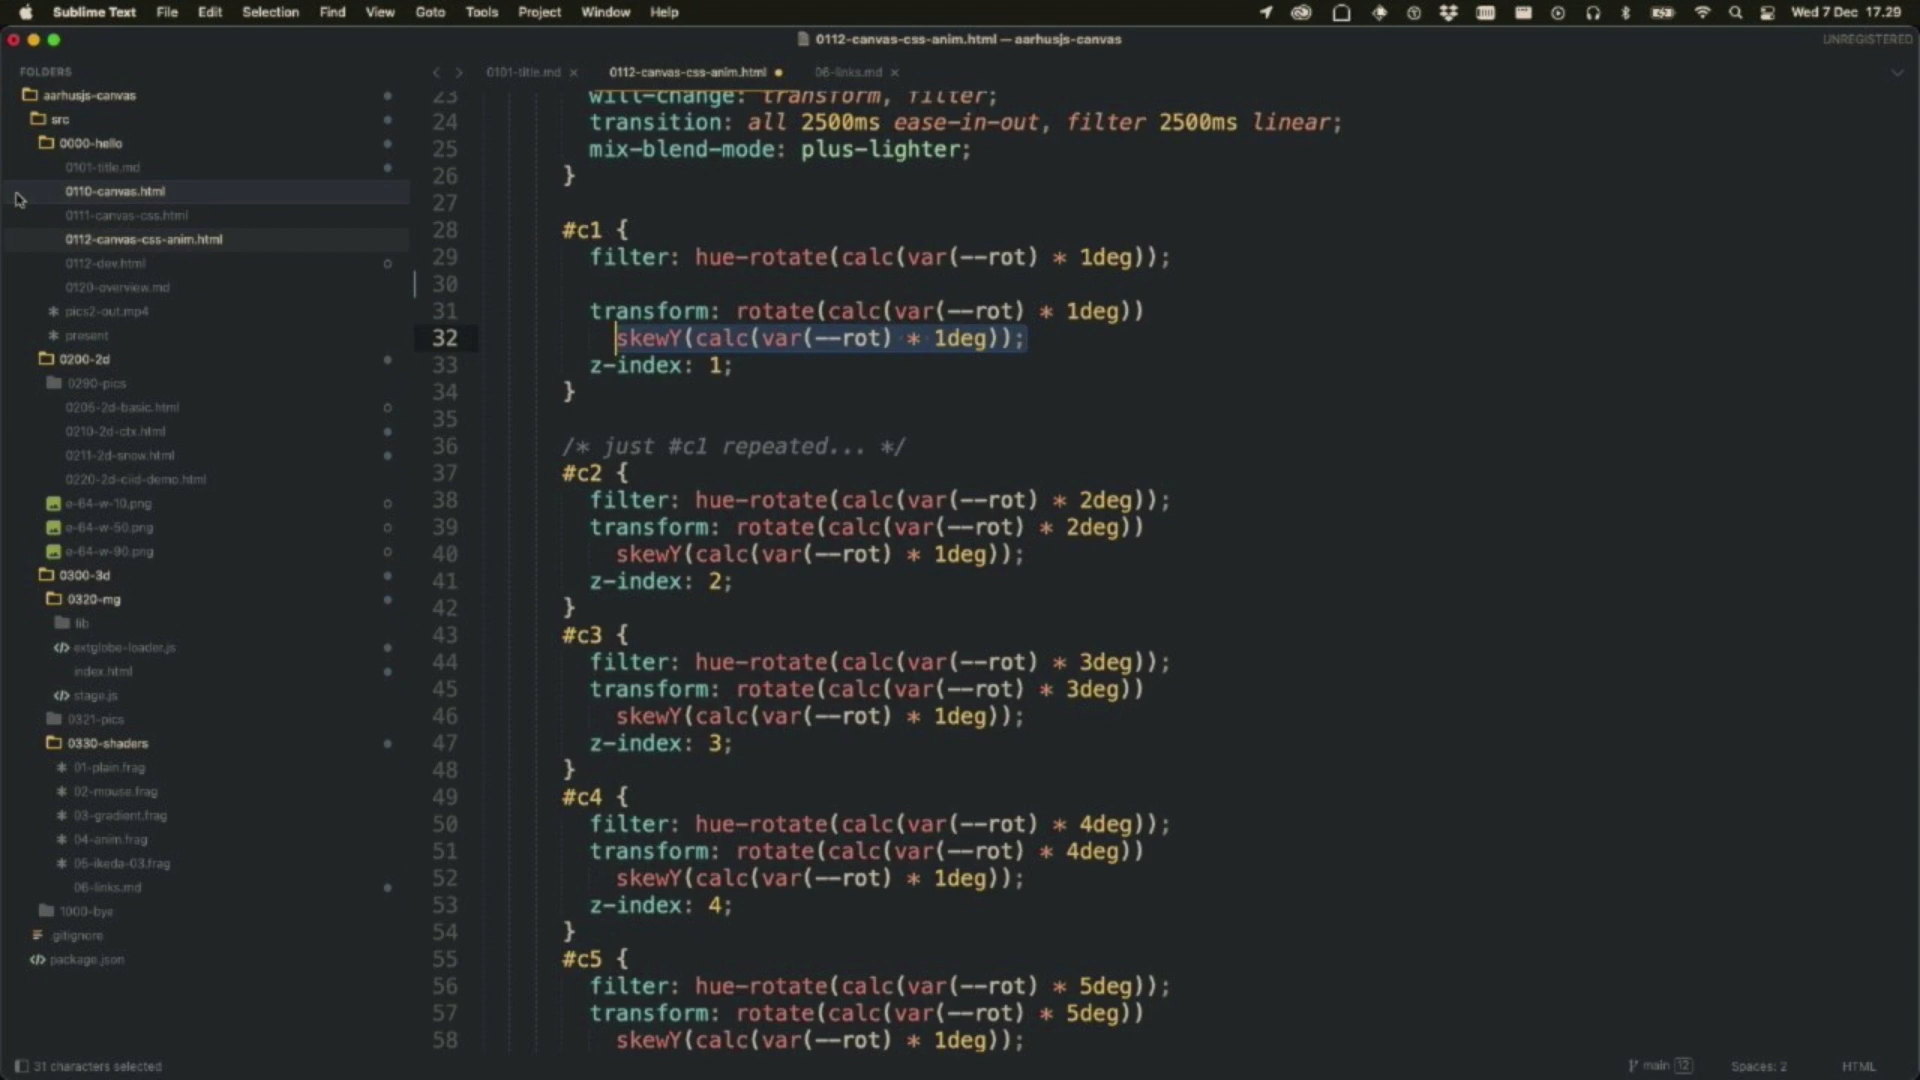 Sublime Text File Edit Selection Find View Goto Tools Project Window Help Wed 7 Dec 17.29
0112-canvas-css-anim.html — aarhusjs-canvas UNREGISTERED
FOLDERS
aarhusjs-canvas
src
0000-hello
0101-title.md
0110-canvas.html
0111-canvas-css.html
0112-canvas-css-anim.html
0112-dev.html
0120-overview.md
pics2-out.mp4
present
0200-2d
0290-pics
0205-2d-basic.html
0210-2d-ctx.html
0211-2d-snow.html
0220-2d-ciid-demo.html
e-64-w-10.png
e-64-w-50.png
e-64-w-90.png
0300-3d
0320-mg
lib
extglobe-loader.js
index.html
stage.js
0321-pics
0330-shaders
01-plain.frag
02-mouse.frag
03-gradient.frag
04-anim.frag
05-ikeda-03.frag
06-links.md
1000-bye
.gitignore
package.json
0101-title.md × 0112-canvas-css-anim.html 06-links.md ×
23 will-change: transform, filter;
24 transition: all 2500ms ease-in-out, filter 2500ms linear;
25 mix-blend-mode: plus-lighter;
26 }
27
28 #c1 {
29 filter: hue-rotate(calc(var(--rot) * 1deg));
30
31 transform: rotate(calc(var(--rot) * 1deg))
32 skewY(calc(var(--rot) * 1deg));
33 z-index: 1;
34 }
35
36 /* just #c1 repeated... */
37 #c2 {
38 filter: hue-rotate(calc(var(--rot) * 2deg));
39 transform: rotate(calc(var(--rot) * 2deg))
40 skewY(calc(var(--rot) * 1deg));
41 z-index: 2;
42 }
43 #c3 {
44 filter: hue-rotate(calc(var(--rot) * 3deg));
45 transform: rotate(calc(var(--rot) * 3deg))
46 skewY(calc(var(--rot) * 1deg));
47 z-index: 3;
48 }
49 #c4 {
50 filter: hue-rotate(calc(var(--rot) * 4deg));
51 transform: rotate(calc(var(--rot) * 4deg))
52 skewY(calc(var(--rot) * 1deg));
53 z-index: 4;
54 }
55 #c5 {
56 filter: hue-rotate(calc(var(--rot) * 5deg));
57 transform: rotate(calc(var(--rot) * 5deg))
58 skewY(calc(var(--rot) * 1deg));
31 characters selected main 12 Spaces: 2 HTML